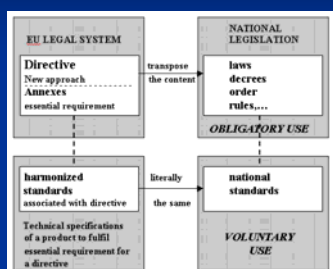 EU LEGAL SYSTEM
Directive
New approach
Annexes
essential requirement
transpose
the content
NATIONAL
LEGISLATION
laws
decrees
order
rules,...
OBLIGATORY USE
harmonized
standards
associated with directive
Technical specifications
of a product to fulfil
essential requirement for
a directive
literally
the same
national
standards
VOLUNTARY
USE